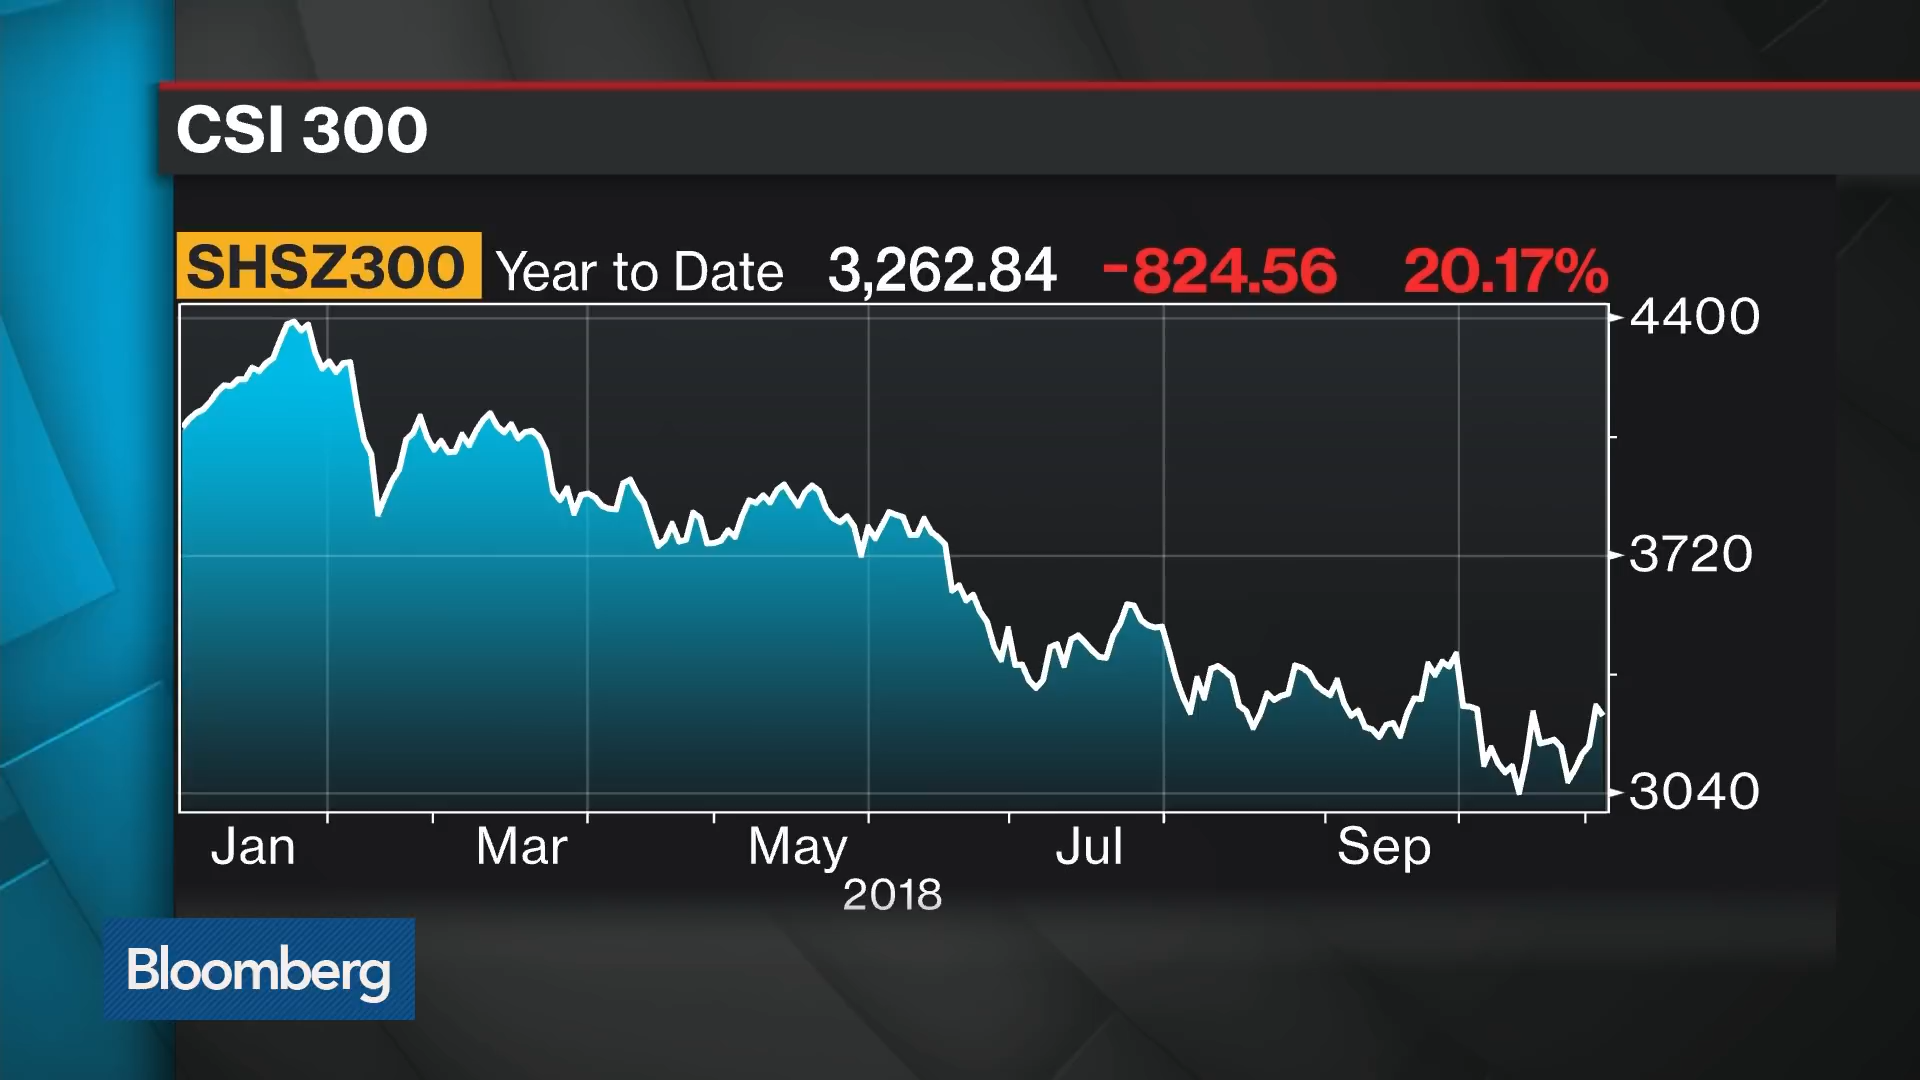 CSI 300
SHSZ300 Year to Date 3,262.84 -824.56 20.17%
4400
3720
3040
Jan Mar May Jul Sep
2018
Bloomberg